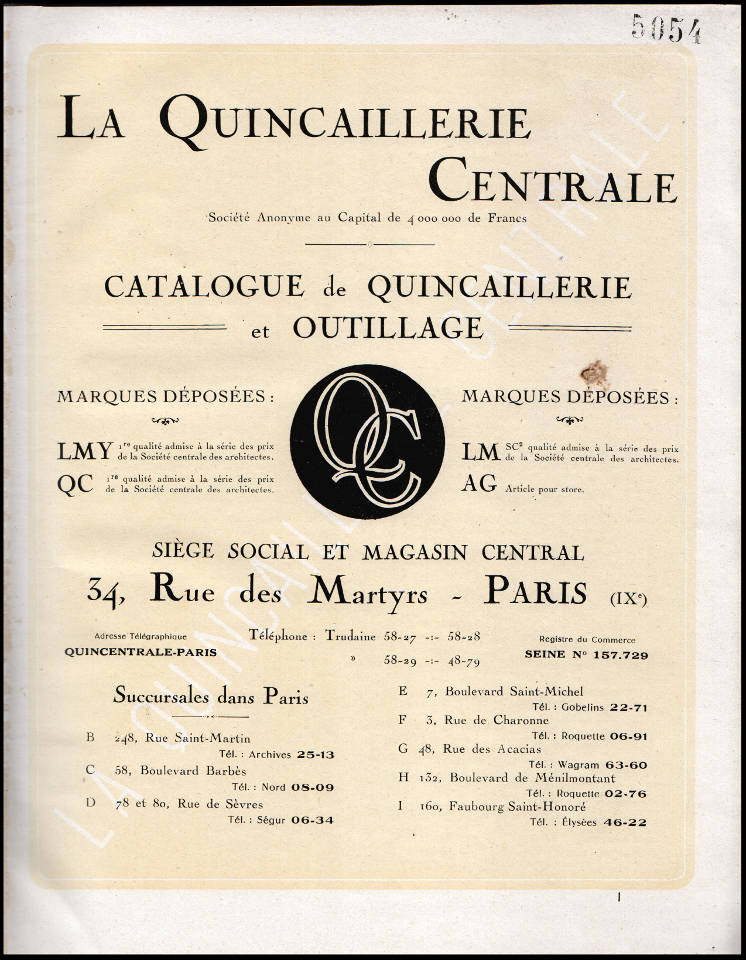 5054
LA QUINCAILLERIE
CENTRALE
Société Anonyme au Capital de 4 000 000 de Francs
CATALOGUE de QUINCAILLERIE
et OUTILLAGE
MARQUES DÉPOSÉES :
LMY 1re qualité admise à la série des prix
de la Société centrale des architectes.
QC 1re qualité admise à la série des prix
de la Société centrale des architectes.
QC
MARQUES DÉPOSÉES :
LM SC2 qualité admise à la série des prix
de la Société centrale des architectes.
AG Article pour store.
SIÈGE SOCIAL ET MAGASIN CENTRAL
34, Rue des Martyrs - PARIS (IXe)
Adresse Télégraphique
QUINCENTRALE-PARIS
Téléphone : Trudaine 58-27 -:- 58-28
» 58-29 -:- 48-79
Registre du Commerce
SEINE No 157.729
Succursales dans Paris
B 248, Rue Saint-Martin
Tél. : Archives 25-13
C 58, Boulevard Barbès
Tél. : Nord 08-09
D 78 et 80, Rue de Sèvres
Tél. : Ségur 06-34
E 7, Boulevard Saint-Michel
Tél. : Gobelins 22-71
F 3, Rue de Charonne
Tél. : Roquette 06-91
G 48, Rue des Acacias
Tél. : Wagram 63-60
H 132, Boulevard de Ménilmontant
Tél. : Roquette 02-76
I 160, Faubourg Saint-Honoré
Tél. : Élysées 46-22
LA QUINCAILLERIE CENTRALE
1